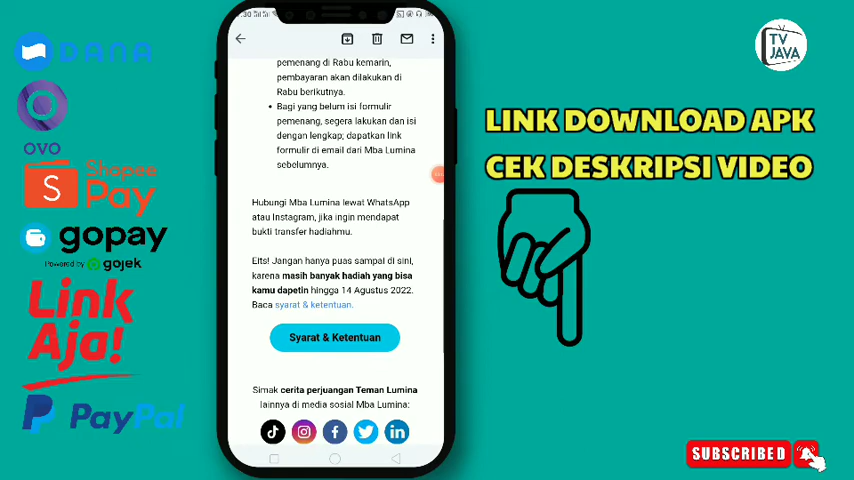 DANA
OVO
Shopee
Pay
gopay
Powered by gojek
Link
Aja!
PayPal
pemenang di Rabu kemarin,
pembayaran akan dilakukan di
Rabu berikutnya.
• Bagi yang belum isi formulir
pemenang, segera lakukan dan isi
dengan lengkap; dapatkan link
formulir di email dari Mba Lumina
sebelumnya.
Hubungi Mba Lumina lewat WhatsApp
atau Instagram, jika ingin mendapat
bukti transfer hadiahmu.
Eits! Jangan hanya puas sampai di sini,
karena masih banyak hadiah yang bisa
kamu dapetin hingga 14 Agustus 2022.
Baca syarat & ketentuan.
Syarat & Ketentuan
Simak cerita perjuangan Teman Lumina
lainnya di media sosial Mba Lumina:
TV
JAVA
LINK DOWNLOAD APK
CEK DESKRIPSI VIDEO
SUBSCRIBED